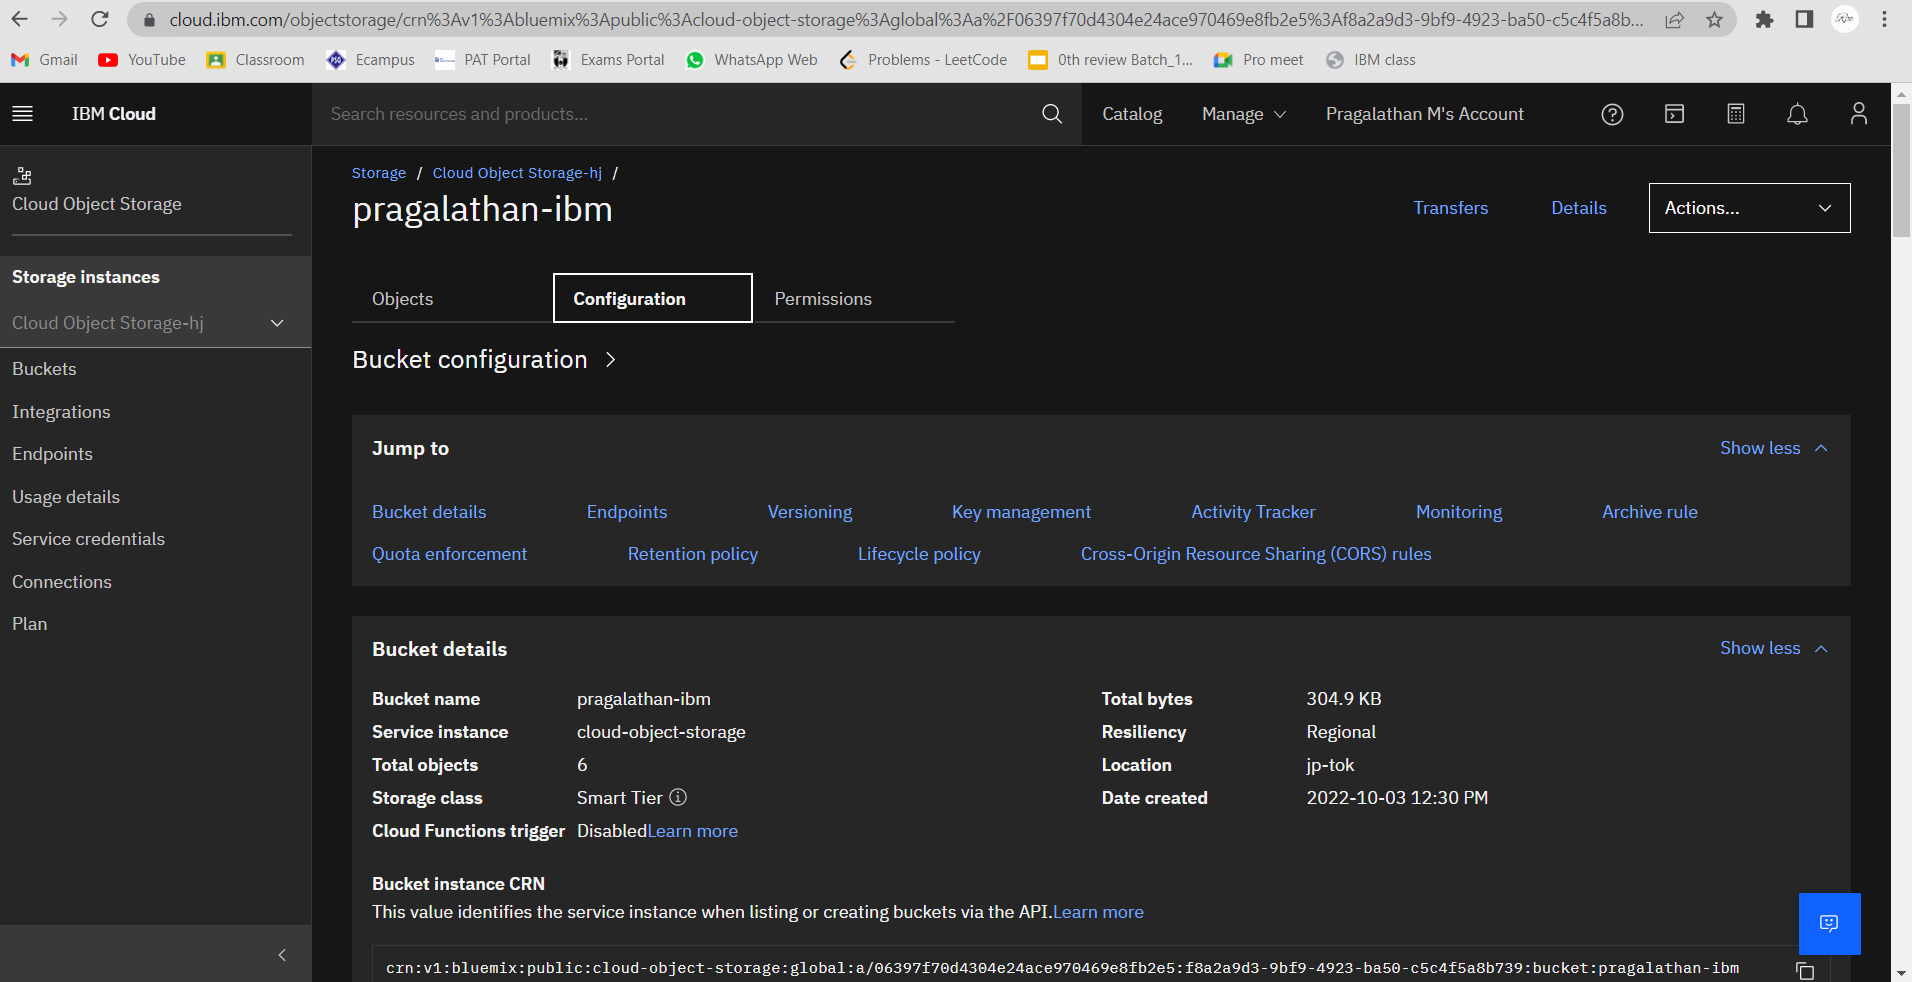 cloud.ibm.com/objectstorage/crn%3Av1%3Abluemix%3Apublic%3Acloud-object-storage%3Aglobal%3Aa%2F06397f70d4304e24ace970469e8fb2e5%3Af8a2a9d3-9bf9-4923-ba50-c5c4f5a8b...
Gmail YouTube Classroom Ecampus PAT Portal Exams Portal WhatsApp Web Problems - LeetCode 0th review Batch_1... Pro meet IBM class
IBM Cloud Search resources and products... Catalog Manage Pragalathan M's Account
Cloud Object Storage
Storage instances
Cloud Object Storage-hj
Buckets
Integrations
Endpoints
Usage details
Service credentials
Connections
Plan
Storage / Cloud Object Storage-hj /
pragalathan-ibm Transfers Details Actions...
Objects Configuration Permissions
Bucket configuration
Jump to Show less
Bucket details Endpoints Versioning Key management Activity Tracker Monitoring Archive rule
Quota enforcement Retention policy Lifecycle policy Cross-Origin Resource Sharing (CORS) rules
Bucket details Show less
Bucket name pragalathan-ibm Total bytes 304.9 KB
Service instance cloud-object-storage Resiliency Regional
Total objects 6 Location jp-tok
Storage class Smart Tier Date created 2022-10-03 12:30 PM
Cloud Functions trigger DisabledLearn more
Bucket instance CRN
This value identifies the service instance when listing or creating buckets via the API.Learn more
crn:v1:bluemix:public:cloud-object-storage:global:a/06397f70d4304e24ace970469e8fb2e5:f8a2a9d3-9bf9-4923-ba50-c5c4f5a8b739:bucket:pragalathan-ibm